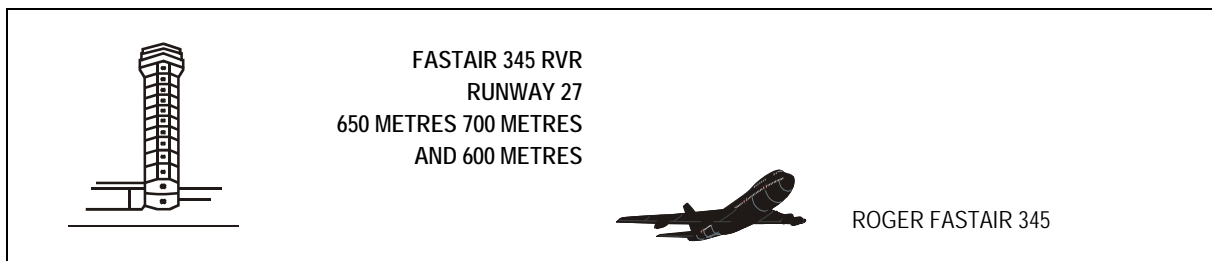 FASTAIR 345 RVR
RUNWAY 27
650 METRES 700 METRES
AND 600 METRES
ROGER FASTAIR 345